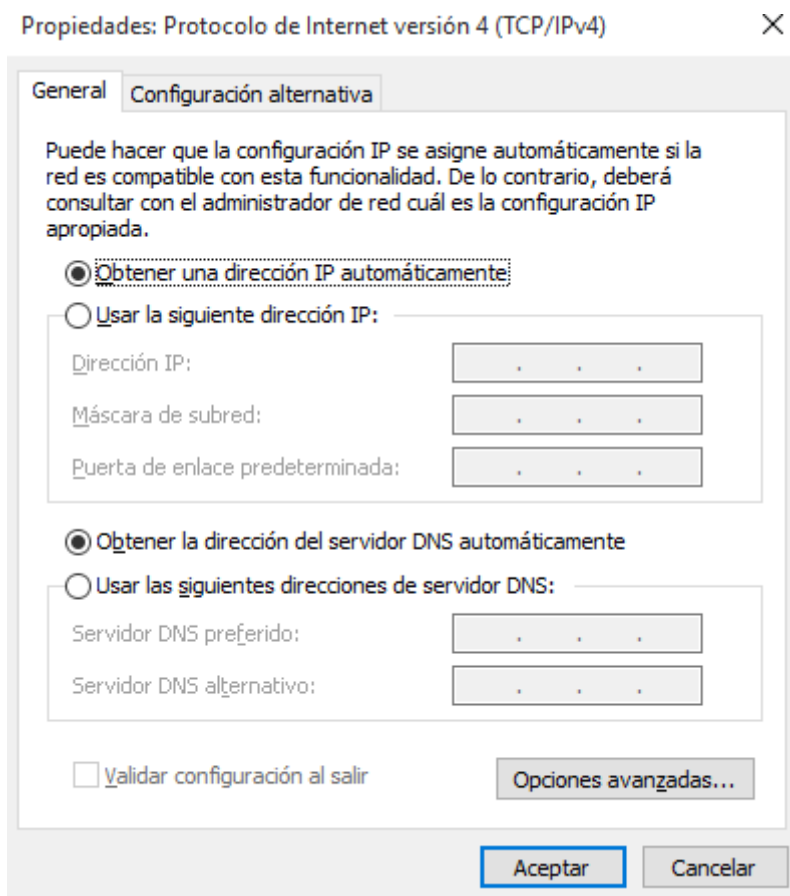 Propiedades: Protocolo de Internet versión 4 (TCP/IPv4)
General
Configuración alternativa
Puede hacer que la configuración IP se asigne automáticamente si la
red es compatible con esta funcionalidad. De lo contrario, deberá
consultar con el administrador de red cuál es la configuración IP
apropiada.
Obtener una dirección IP automáticamente
Usar la siguiente dirección IP:
Dirección IP:
Máscara de subred:
Puerta de enlace predeterminada:
Obtener la dirección del servidor DNS automáticamente
Usar las siguientes direcciones de servidor DNS:
Servidor DNS preferido:
Servidor DNS alternativo:
Validar configuración al salir
Opciones avanzadas...
Aceptar
Cancelar